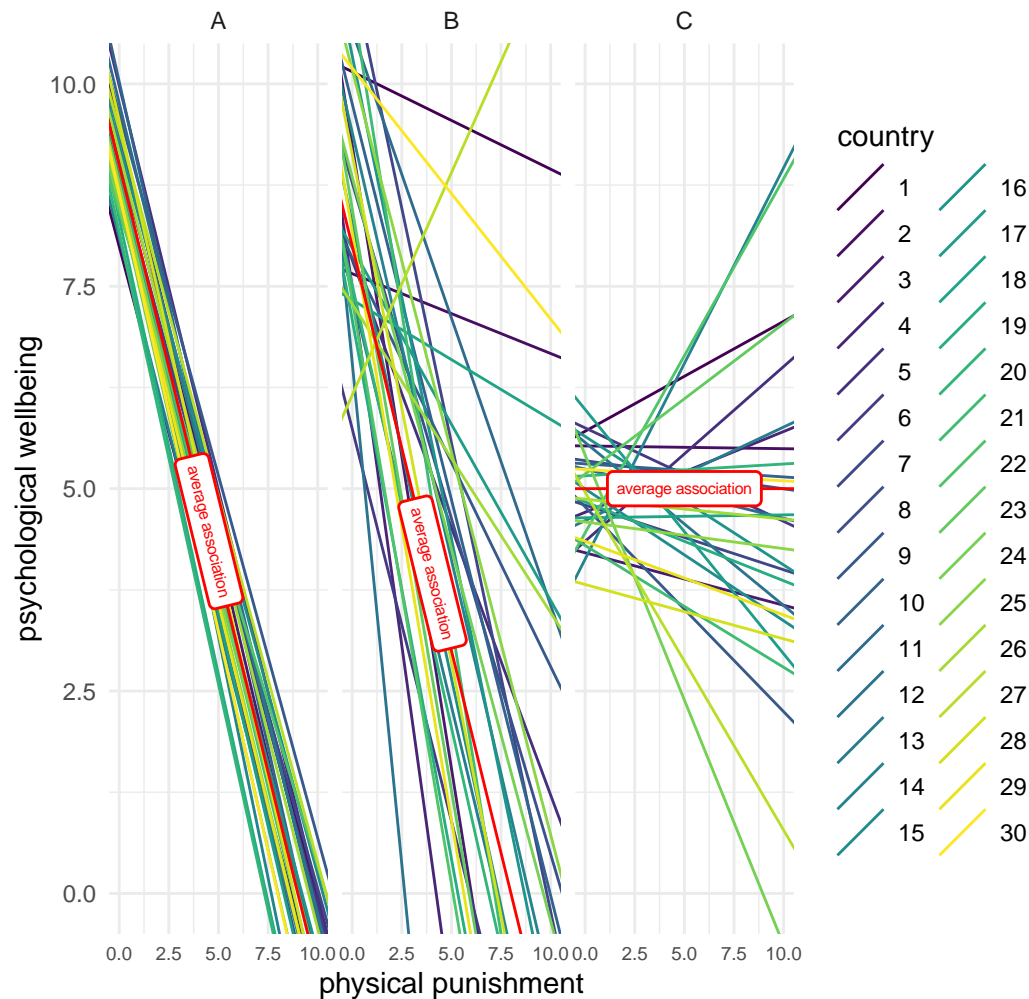 A B C
psychological wellbeing
10.0
7.5
5.0
2.5
0.0
average association
average association
average association
0.0 2.5 5.0 7.5 10.0
0.0 2.5 5.0 7.5 10.0
0.0 2.5 5.0 7.5 10.0
physical punishment
country
1 16
2 17
3 18
4 19
5 20
6 21
7 22
8 23
9 24
10 25
11 26
12 27
13 28
14 29
15 30